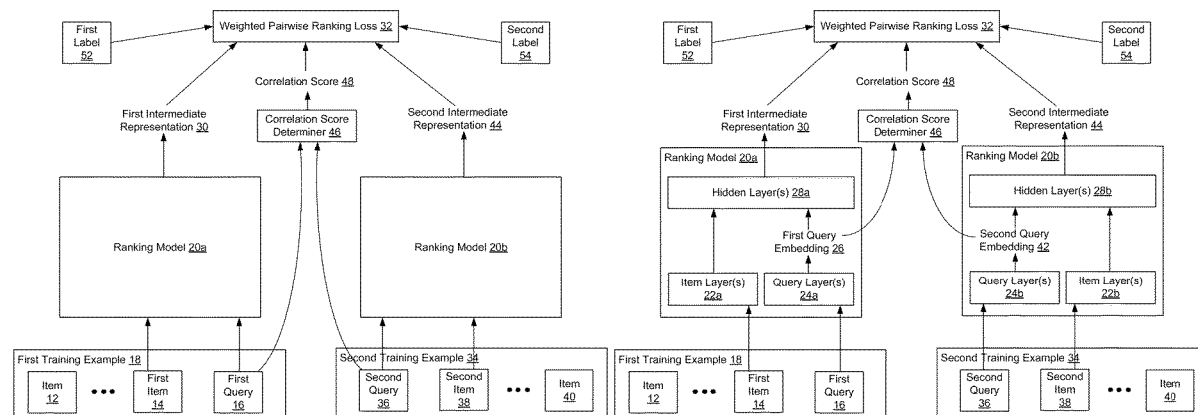 Weighted Pairwise Ranking Loss 32
First
Label
52
Second
Label
54
Correlation Score 48
First Intermediate
Representation 30
Correlation Score
Determiner 46
Second Intermediate
Representation 44
Ranking Model 20a
Ranking Model 20b
First Training Example 18
Item
12
First
Item
14
First
Query
16
Second Training Example 34
Second
Query
36
Second
Item
38
Item
40
Weighted Pairwise Ranking Loss 32
First
Label
52
Second
Label
54
Correlation Score 48
First Intermediate
Representation 30
Correlation Score
Determiner 46
Second Intermediate
Representation 44
Ranking Model 20a
Hidden Layer(s) 28a
First Query
Embedding 26
Item Layer(s)
22a
Query Layer(s)
24a
Ranking Model 20b
Hidden Layer(s) 28b
Second Query
Embedding 42
Query Layer(s)
24b
Item Layer(s)
22b
First Training Example 18
Item
12
First Item
14
First Query
16
Second Training Example 34
Second
Query
36
Second
Item
38
Item
40